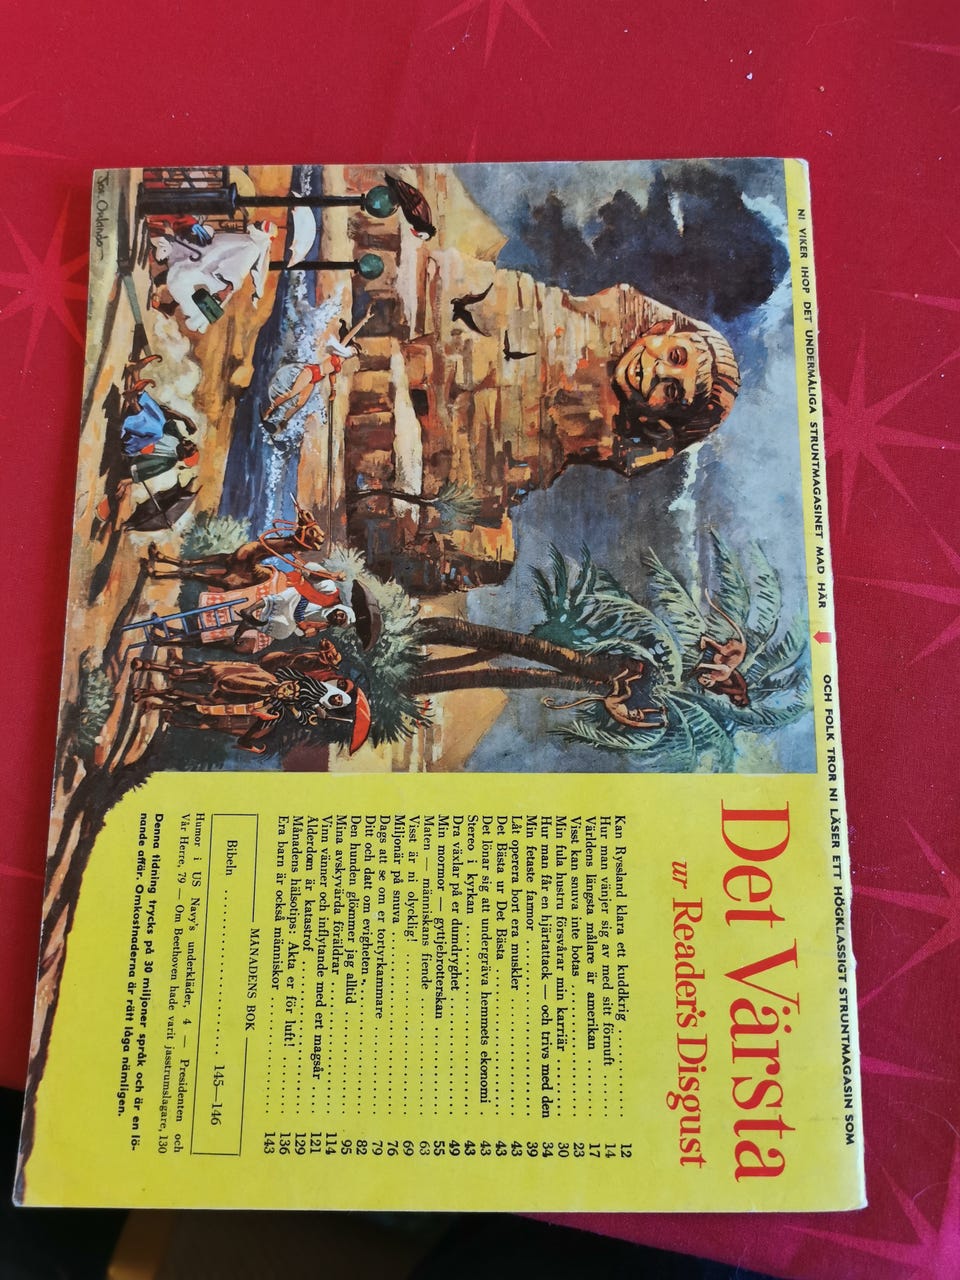 NI VIKER IHOP DET UNDERMÅLIGA STRUNTMAGASINET MAD HÄR
OCH FOLK TROR NI LÄSER ETT HÖGKLASSIGT STRUNTMAGASIN SOM
Det Värsta
ur Reader's Disgust
Kan Ryssland klara ett kuddkrig . . . . . . . . 12
Hur man vänjer sig av med sitt förnuft . . . . 14
Världens längsta målare är amerikan . . . . . 17
Visst kan snuva inte botas . . . . . . . . . . . 23
Min fula hustru försvårar min karriär . . . . 30
Hur man får en hjärtattack — och trivs med den 34
Min fetaste farmor . . . . . . . . . . . . . . . 39
Låt operera bort era muskler . . . . . . . . . . 43
Det Bästa ur Det Bästa . . . . . . . . . . . . . 43
Det lönar sig att undergräva hemmets ekonomi . 43
Stereo i kyrkan . . . . . . . . . . . . . . . . . 43
Dra växlar på er dumdryghet . . . . . . . . . . 49
Min mormor — gyttjebrotterskan . . . . . . . . 55
Maten — människans fiende . . . . . . . . . . . 63
Visst är ni olycklig! . . . . . . . . . . . . . . 69
Miljonär på snuva . . . . . . . . . . . . . . . . 76
Dags att se om er tortyrkammare . . . . . . . . 79
Ditt och datt om evigheten . . . . . . . . . . . 82
Den hunden glömmer jag alltid . . . . . . . . . 95
Mina avskyvärda föräldrar . . . . . . . . . . . 114
Vinn vänner och inflytande med ert magsår . . . 121
Ålderdom är katastrof . . . . . . . . . . . . . 129
Månadens hälsotips: Akta er för luft! . . . . . 136
Era barn är också människor . . . . . . . . . . 143
MÅNADENS BOK
Bibeln . . . . . . . . . . . . . . . . . . 145—146
Humor i US Navy's underkläder, 4 — Presidenten och
Vår Herre, 79 — Om Beethoven hade varit jasstrumslagare, 130
Denna tidning trycks på 30 miljoner språk och är en lö-
nande affär. Omkostnaderna är rätt låga nämligen.
Joe Orlando